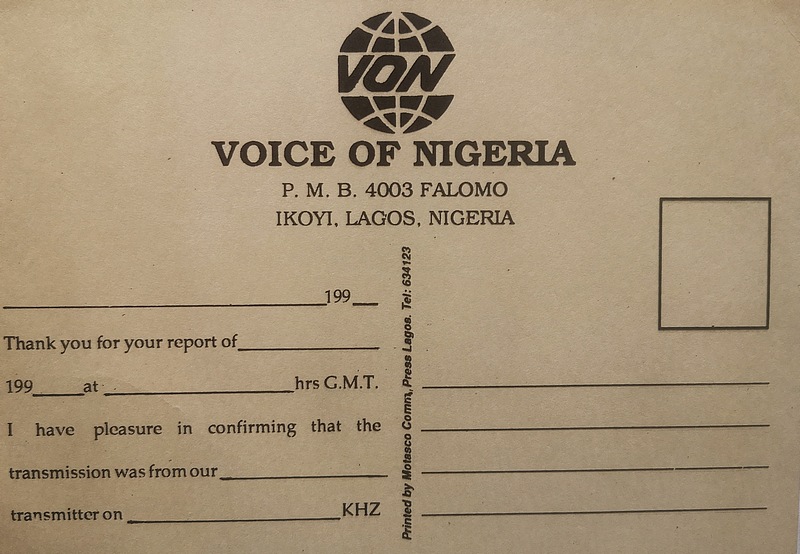 VON
VOICE OF NIGERIA
P. M. B. 4003 FALOMO
IKOYI, LAGOS, NIGERIA
199
Thank you for your report of
199 at hrs G.M.T.
I have pleasure in confirming that the
transmission was from our
transmitter on KHZ
Printed by Motasco Comm, Press Lagos. Tel: 634123